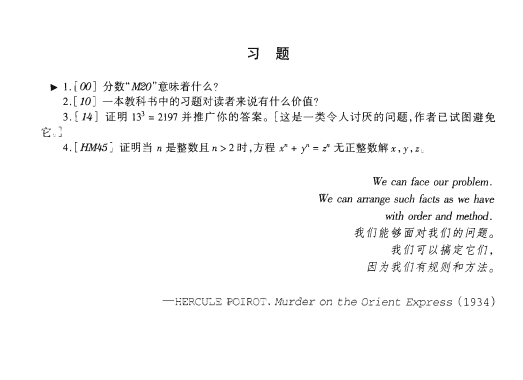 习 题
▶ 1.[00] 分数“M20”意味着什么?
2.[10] 一本教科书中的习题对读者来说有什么价值?
3.[14] 证明 13³ = 2197 并推广你的答案。[这是一类令人讨厌的问题,作者已试图避免
它。]
4.[HM45] 证明当 n 是整数且 n > 2 时,方程 xⁿ + yⁿ = zⁿ 无正整数解 x, y, z。
We can face our problem.
We can arrange such facts as we have
with order and method.
我们能够面对我们的问题。
我们可以搞定它们,
因为我们有规则和方法。
—HERCULE POIROT, Murder on the Orient Express (1934)